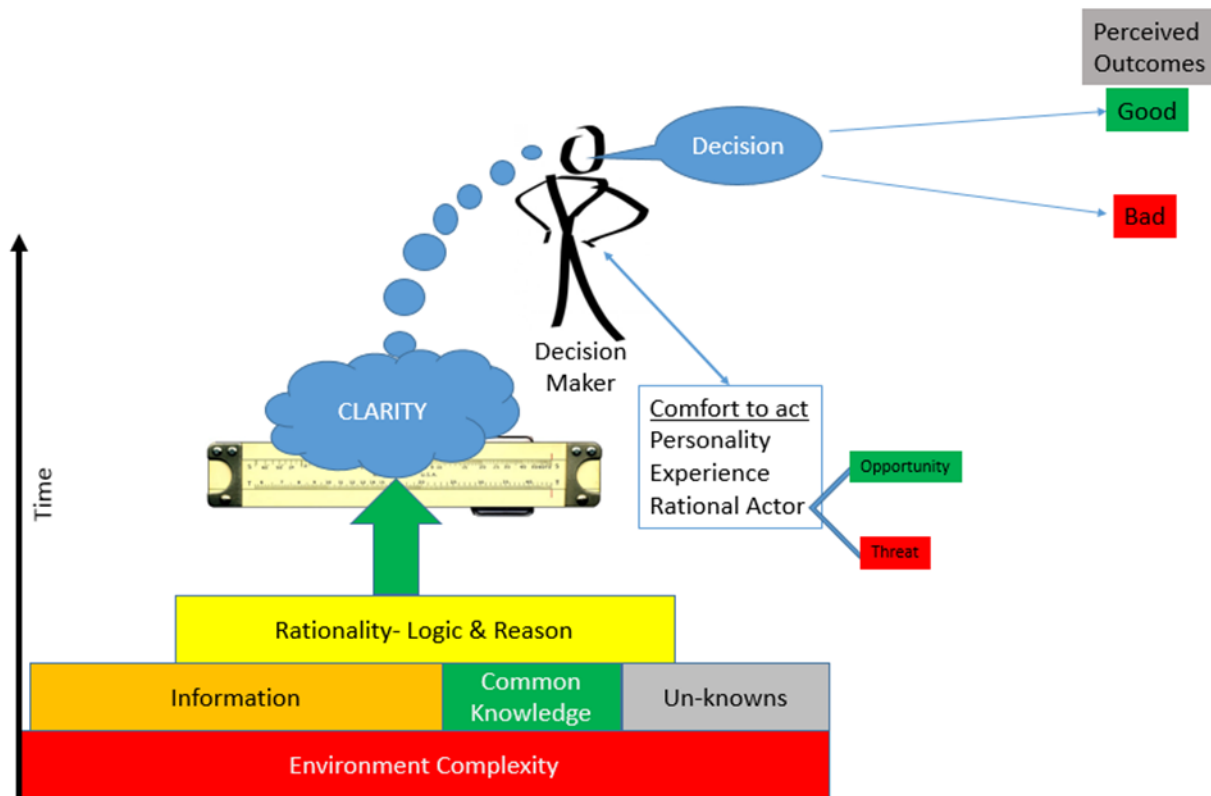 Perceived
Outcomes
Good
Decision
Bad
Decision
Maker
CLARITY
Comfort to act
Personality
Experience
Rational Actor
Opportunity
Threat
Time
Rationality- Logic & Reason
Information
Common
Knowledge
Un-knowns
Environment Complexity